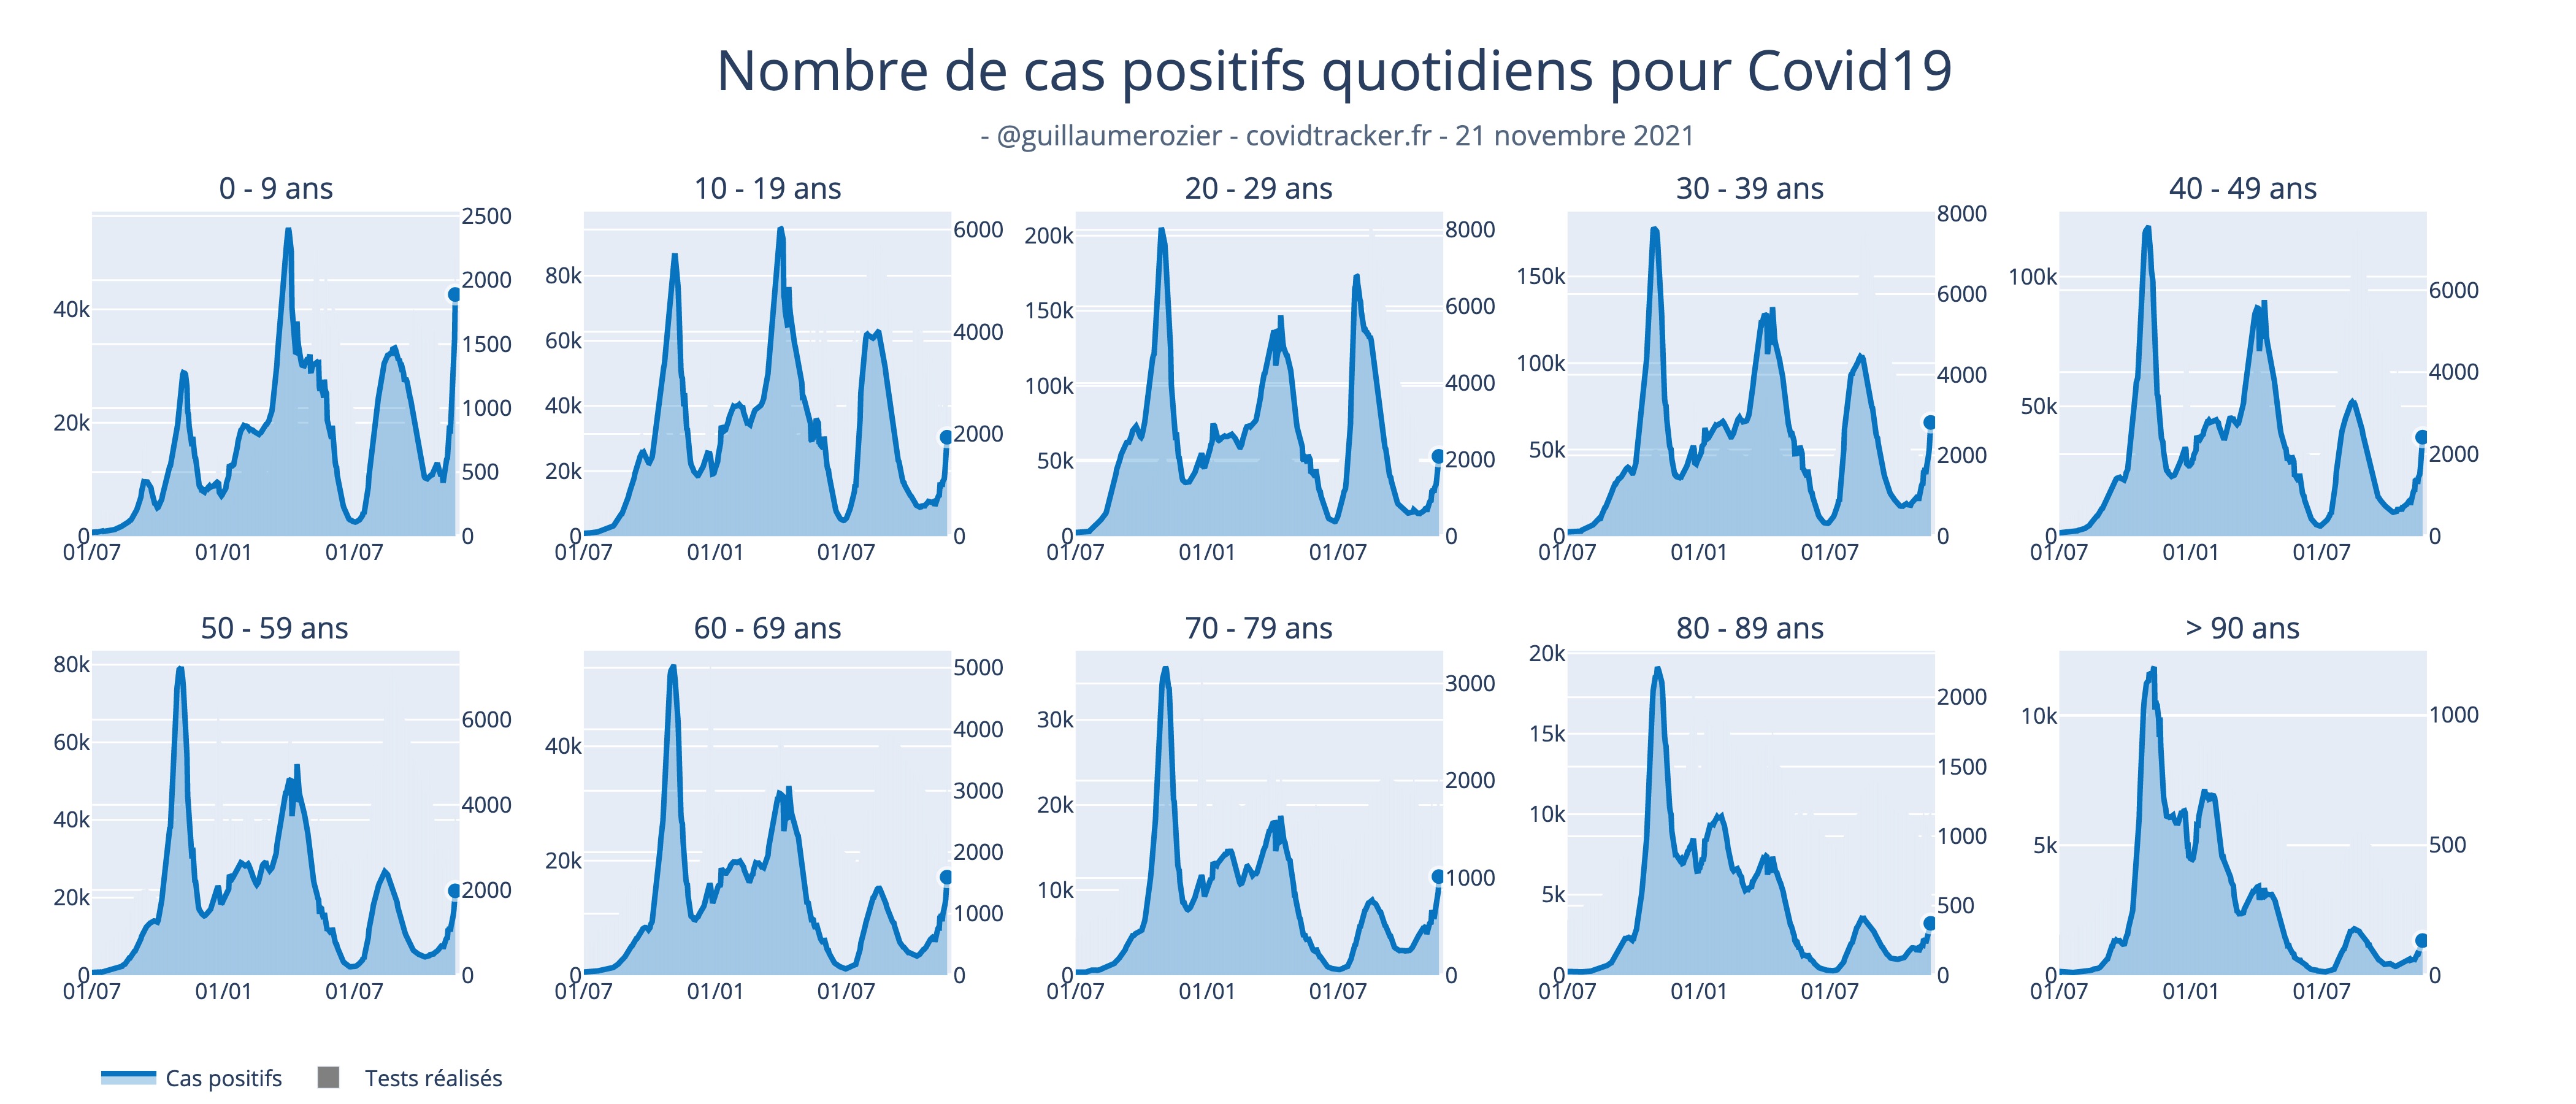 Nombre de cas positifs quotidiens pour Covid19
- @guillaumerozier - covidtracker.fr - 21 novembre 2021
0 - 9 ans
0
20k
40k
0
500
1000
1500
2000
2500
01/07 01/01 01/07
10 - 19 ans
0
20k
40k
60k
80k
0
2000
4000
6000
01/07 01/01 01/07
20 - 29 ans
0
50k
100k
150k
200k
0
2000
4000
6000
8000
01/07 01/01 01/07
30 - 39 ans
0
50k
100k
150k
0
2000
4000
6000
8000
01/07 01/01 01/07
40 - 49 ans
0
50k
100k
0
2000
4000
6000
01/07 01/01 01/07
50 - 59 ans
0
20k
40k
60k
80k
0
2000
4000
6000
01/07 01/01 01/07
60 - 69 ans
0
20k
40k
0
1000
2000
3000
4000
5000
01/07 01/01 01/07
70 - 79 ans
0
10k
20k
30k
0
1000
2000
3000
01/07 01/01 01/07
80 - 89 ans
0
5k
10k
15k
20k
0
500
1000
1500
2000
01/07 01/01 01/07
> 90 ans
0
5k
10k
0
500
1000
01/07 01/01 01/07
Cas positifs Tests réalisés